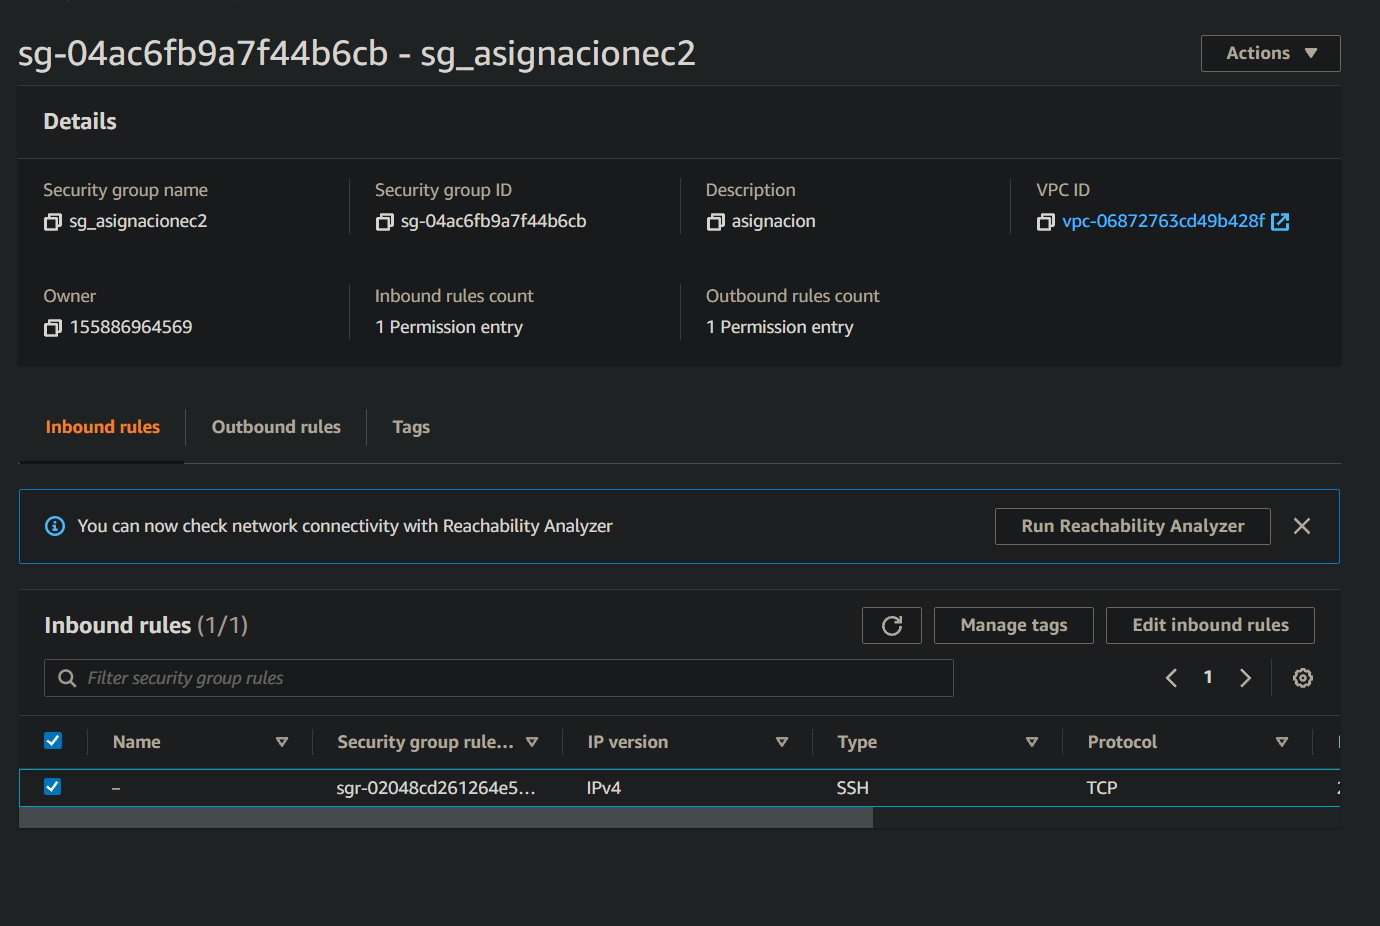 sg-04ac6fb9a7f44b6cb - sg_asignacionec2
Actions
Details
Security group name
Security group ID
Description
VPC ID
sg_asignacionec2
sg-04ac6fb9a7f44b6cb
asignacion
vpc-06872763cd49b428f
Owner
Inbound rules count
Outbound rules count
155886964569
1 Permission entry
1 Permission entry
Inbound rules
Outbound rules
Tags
You can now check network connectivity with Reachability Analyzer
Run Reachability Analyzer
Inbound rules (1/1)
Manage tags
Edit inbound rules
Filter security group rules
1
Name
Security group rule...
IP version
Type
Protocol
–
sgr-02048cd261264e5...
IPv4
SSH
TCP